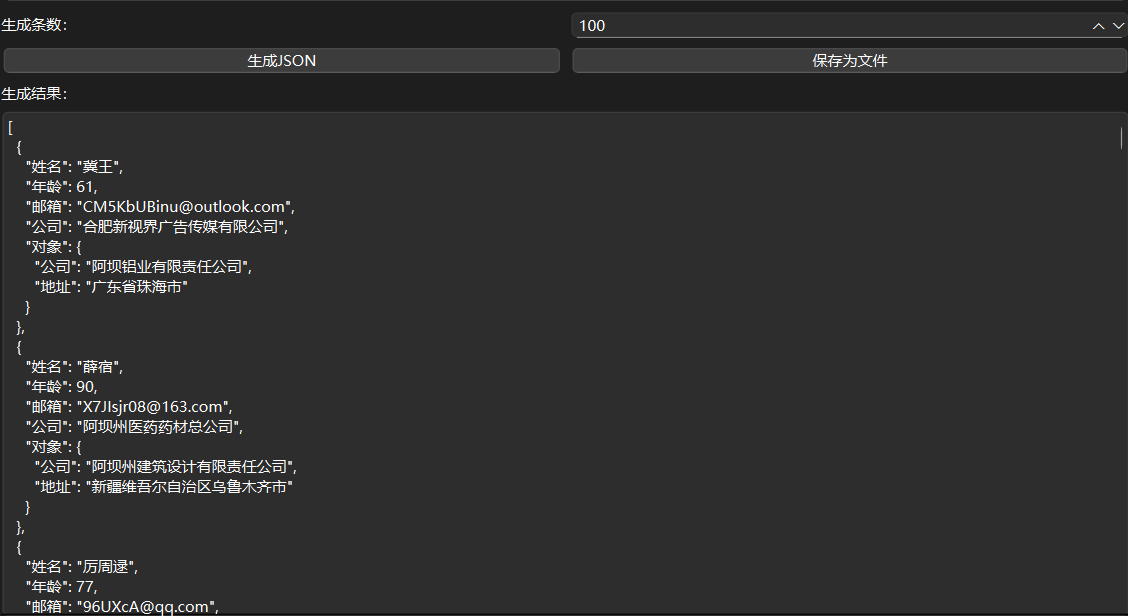 生成条数：
100
生成JSON
保存为文件
生成结果：
[
{
"姓名": "冀王",
"年龄": 61,
"邮箱": "CM5KbUBinu@outlook.com",
"公司": "合肥新视界广告传媒有限公司",
"对象": {
"公司": "阿坝铝业有限责任公司",
"地址": "广东省珠海市"
}
},
{
"姓名": "薛宿",
"年龄": 90,
"邮箱": "X7JIsjr08@163.com",
"公司": "阿坝州医药药材总公司",
"对象": {
"公司": "阿坝州建筑设计有限责任公司",
"地址": "新疆维吾尔自治区乌鲁木齐市"
}
},
{
"姓名": "厉周逯",
"年龄": 77,
"邮箱": "96UXcA@qq.com",